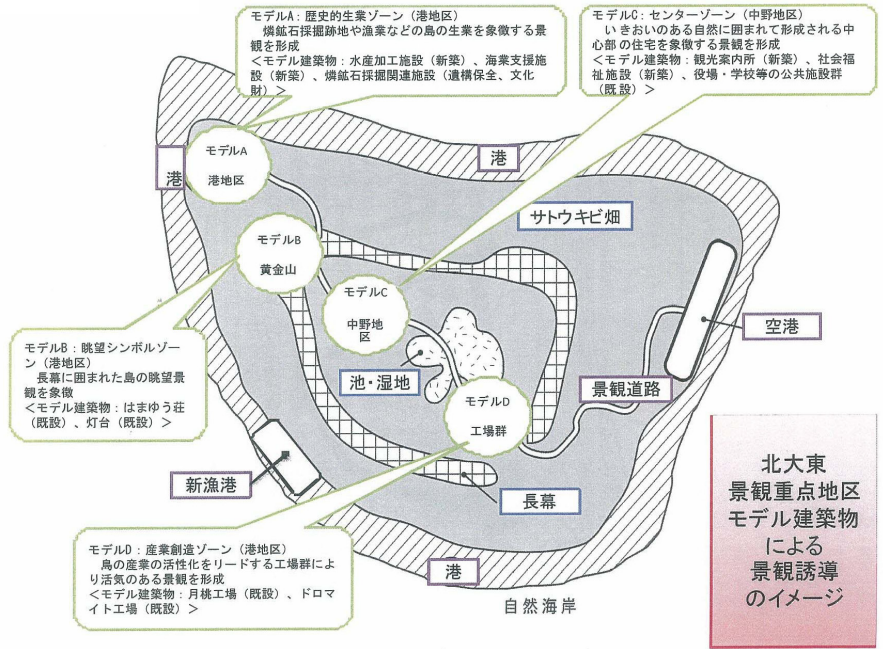 モデルA：歴史的生業ゾーン（港地区）
燐鉱石採掘跡地や漁業などの島の生業を象徴する景
観を形成
＜モデル建築物：水産加工施設（新築）、海業支援施
設（新築）、燐鉱石採掘関連施設（遺構保全、文化
財）＞
モデルC：センターゾーン（中野地区）
いきおいのある自然に囲まれて形成される中
心部の住宅を象徴する景観を形成
＜モデル建築物：観光案内所（新築）、社会福
祉施設（新築）、役場・学校等の公共施設群
（既設）＞
モデルA
港地区
港
港
サトウキビ畑
モデルB
黄金山
モデルC
中野地
区
空港
モデルB：眺望シンボルゾー
ン（港地区）
長幕に囲まれた島の眺望景
観を象徴
＜モデル建築物：はまゆう荘
（既設）、灯台（既設）＞
池・湿地
景観道路
モデルD
工場群
新漁港
長幕
北大東
景観重点地区
モデル建築物
による
景観誘導
のイメージ
モデルD：産業創造ゾーン（港地区）
島の産業の活性化をリードする工場群によ
り活気のある景観を形成
＜モデル建築物：月桃工場（既設）、ドロマ
イト工場（既設）＞
港
自然海岸